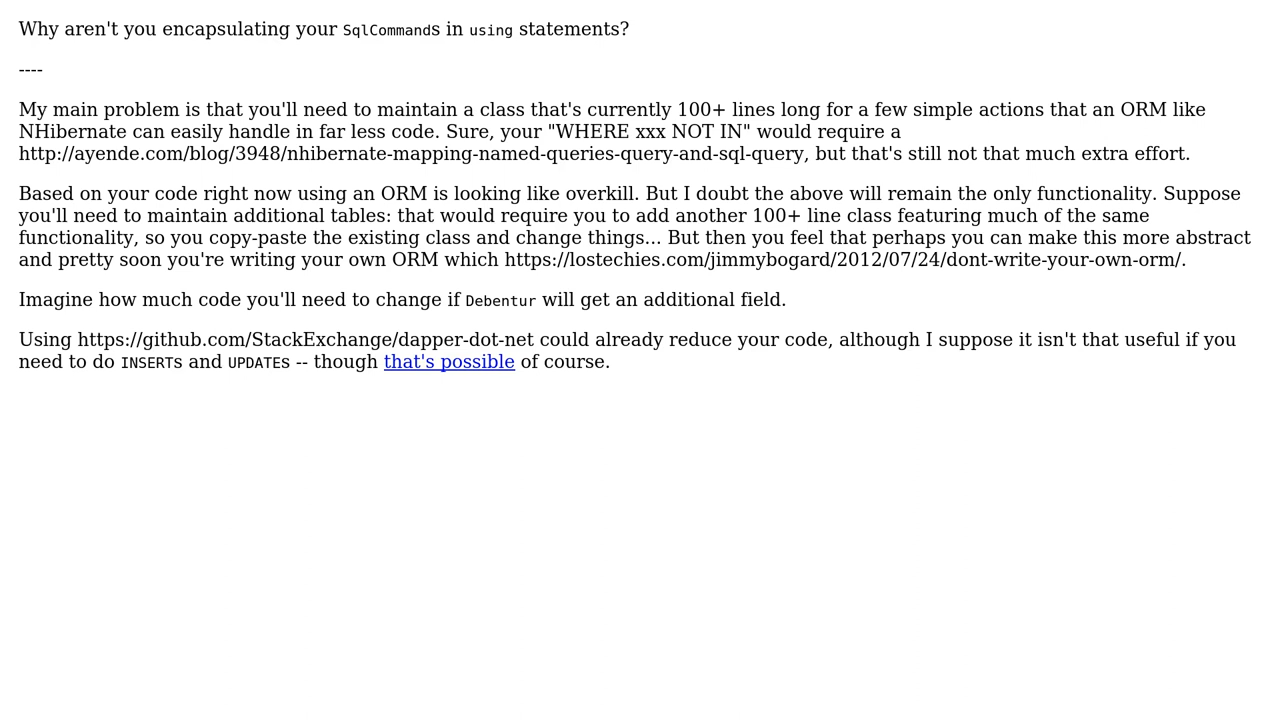 Why aren't you encapsulating your SqlCommands in using statements?
----
My main problem is that you'll need to maintain a class that's currently 100+ lines long for a few simple actions that an ORM like
NHibernate can easily handle in far less code. Sure, your "WHERE xxx NOT IN" would require a
http://ayende.com/blog/3948/nhibernate-mapping-named-queries-query-and-sql-query, but that's still not that much extra effort.
Based on your code right now using an ORM is looking like overkill. But I doubt the above will remain the only functionality. Suppose
you'll need to maintain additional tables: that would require you to add another 100+ line class featuring much of the same
functionality, so you copy-paste the existing class and change things... But then you feel that perhaps you can make this more abstract
and pretty soon you're writing your own ORM which https://lostechies.com/jimmybogard/2012/07/24/dont-write-your-own-orm/.
Imagine how much code you'll need to change if Debentur will get an additional field.
Using https://github.com/StackExchange/dapper-dot-net could already reduce your code, although I suppose it isn't that useful if you
need to do INSERTs and UPDATEs -- though that's possible of course.